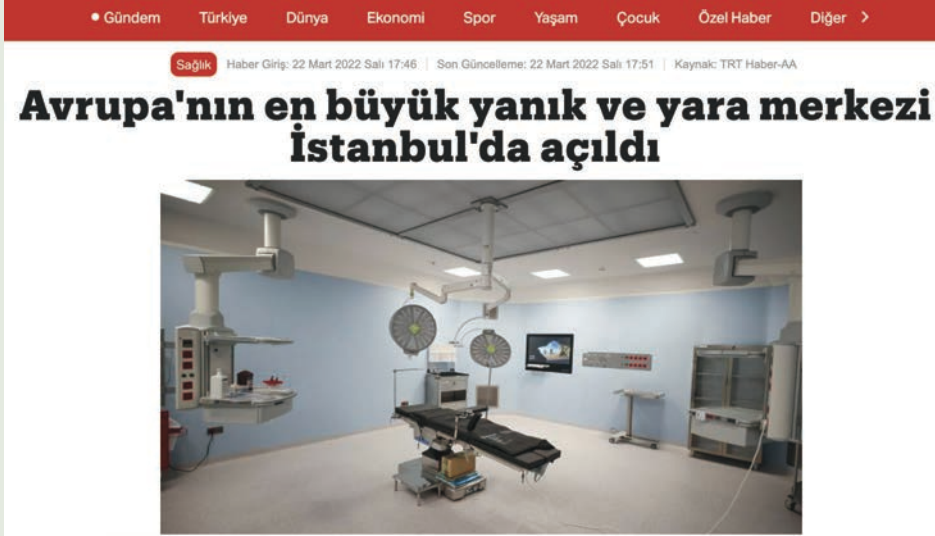 Gündem Türkiye Dünya Ekonomi Spor Yaşam Çocuk Özel Haber Diğer
Sağlık Haber Giriş: 22 Mart 2022 Salı 17:46 Son Güncelleme: 22 Mart 2022 Salı 17:51 Kaynak: TRT Haber-AA
Avrupa'nın en büyük yanık ve yara merkezi
İstanbul'da açıldı